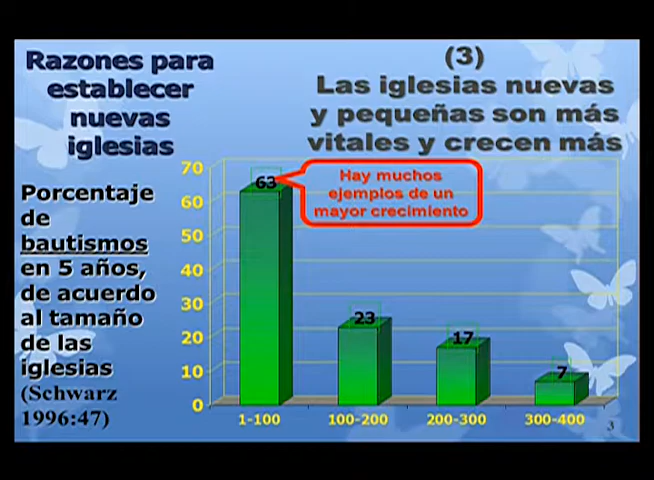 Razones para
establecer
nuevas
iglesias
(3)
Las iglesias nuevas
y pequeñas son más
vitales y crecen más
Porcentaje
de
bautismos
en 5 años,
de acuerdo
al tamaño
de las
iglesias
(Schwarz
1996:47)
Hay muchos
ejemplos de un
mayor crecimiento
70
60
50
40
30
20
10
0
63
23
17
7
1-100
100-200
200-300
300-400
3